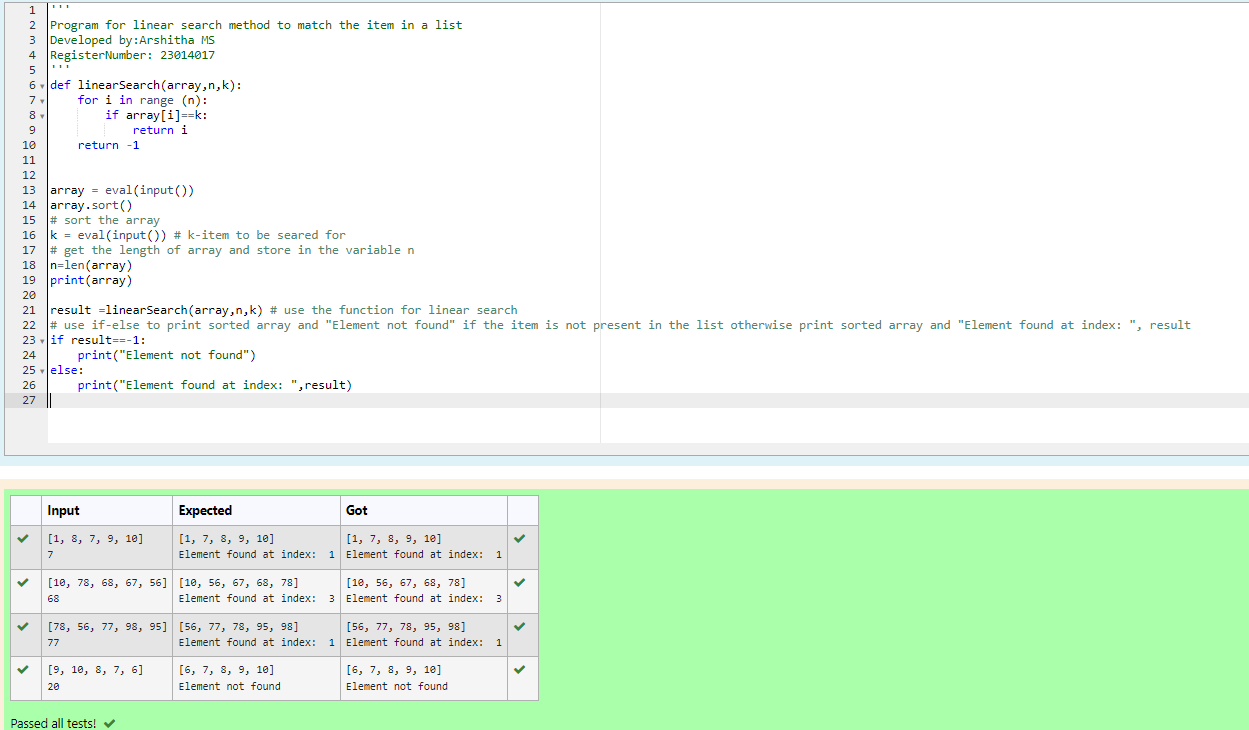 1 '''
2 Program for linear search method to match the item in a list
3 Developed by:Arshitha MS
4 RegisterNumber: 23014017
5 '''
6 def linearSearch(array,n,k):
7     for i in range (n):
8         if array[i]==k:
9             return i
10     return -1
11
12
13 array = eval(input())
14 array.sort()
15 # sort the array
16 k = eval(input()) # k-item to be seared for
17 # get the length of array and store in the variable n
18 n=len(array)
19 print(array)
20
21 result =linearSearch(array,n,k) # use the function for linear search
22 # use if-else to print sorted array and "Element not found" if the item is not present in the list otherwise print sorted array and "Element found at index: ", result
23 if result==-1:
24     print("Element not found")
25 else:
26     print("Element found at index: ",result)
27
Input Expected Got
[1, 8, 7, 9, 10] [1, 7, 8, 9, 10] [1, 7, 8, 9, 10]
7 Element found at index:  1 Element found at index:  1
[10, 78, 68, 67, 56] [10, 56, 67, 68, 78] [10, 56, 67, 68, 78]
68 Element found at index:  3 Element found at index:  3
[78, 56, 77, 98, 95] [56, 77, 78, 95, 98] [56, 77, 78, 95, 98]
77 Element found at index:  1 Element found at index:  1
[9, 10, 8, 7, 6] [6, 7, 8, 9, 10] [6, 7, 8, 9, 10]
20 Element not found Element not found
Passed all tests!